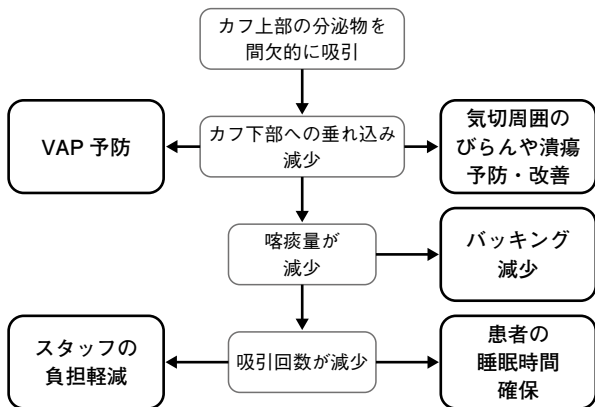 カフ上部の分泌物を
間欠的に吸引
VAP 予防
カフ下部への垂れ込み
減少
気切周囲の
びらんや潰瘍
予防・改善
喀痰量が
減少
バッキング
減少
スタッフの
負担軽減
吸引回数が減少
患者の
睡眠時間
確保